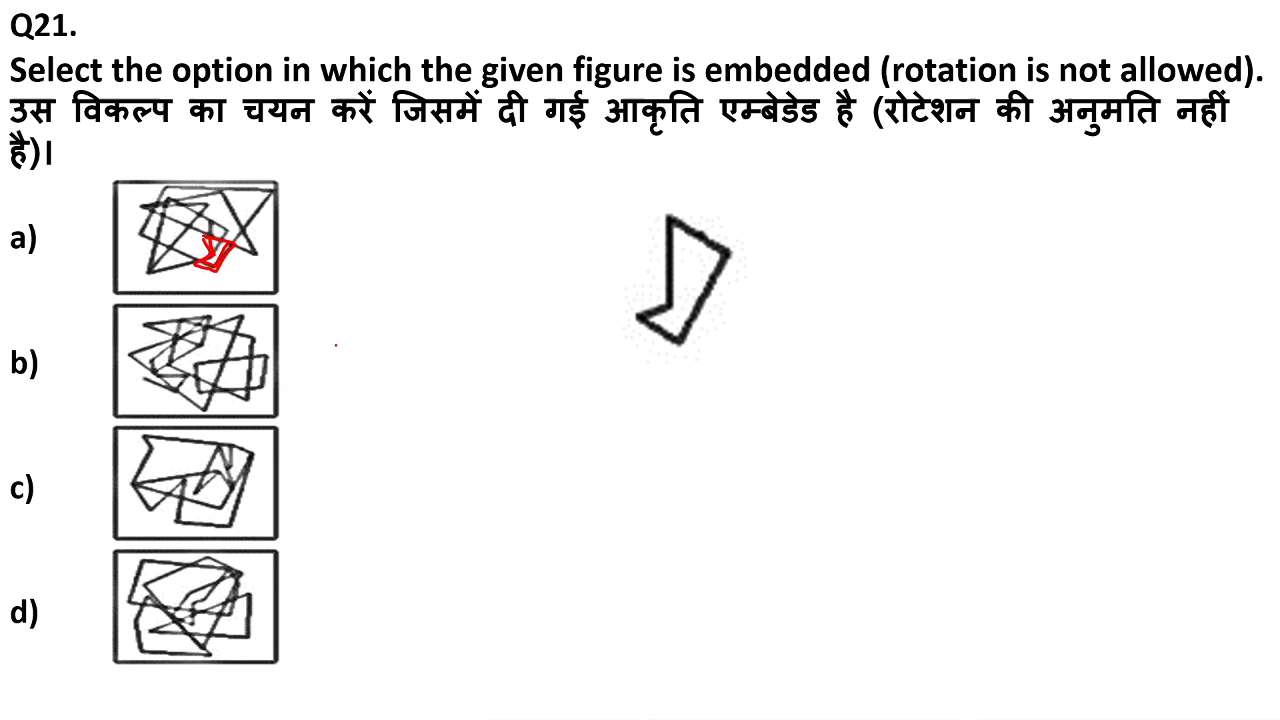 Q21.
Select the option in which the given figure is embedded (rotation is not allowed).
उस विकल्प का चयन करें जिसमें दी गई आकृति एम्बेडेड है (रोटेशन की अनुमति नहीं
है)।
a)
b)
c)
d)